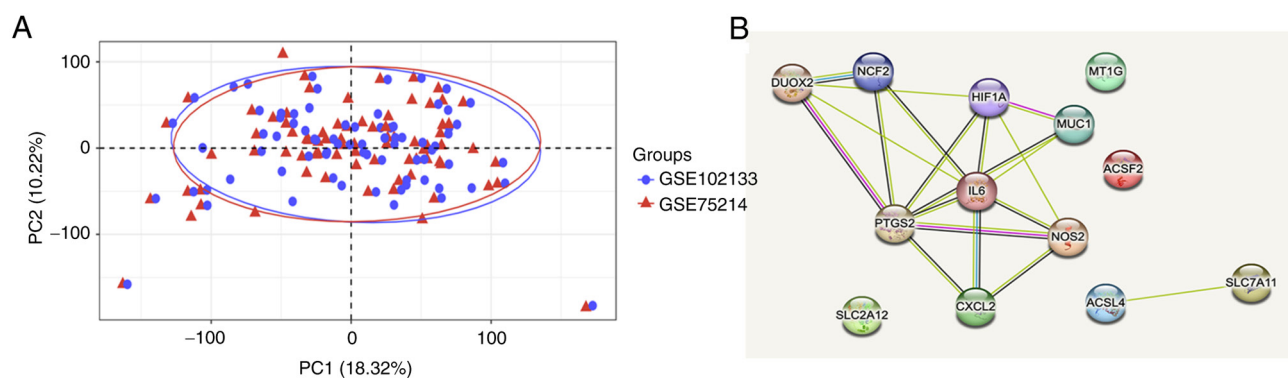 A
B
100
0
−100
−100
0
100
PC2 (10.22%)
PC1 (18.32%)
Groups
GSE102133
GSE75214
DUOX2
NCF2
MT1G
HIF1A
MUC1
ACSF2
IL6
PTGS2
NOS2
SLC7A11
SLC2A12
CXCL2
ACSL4